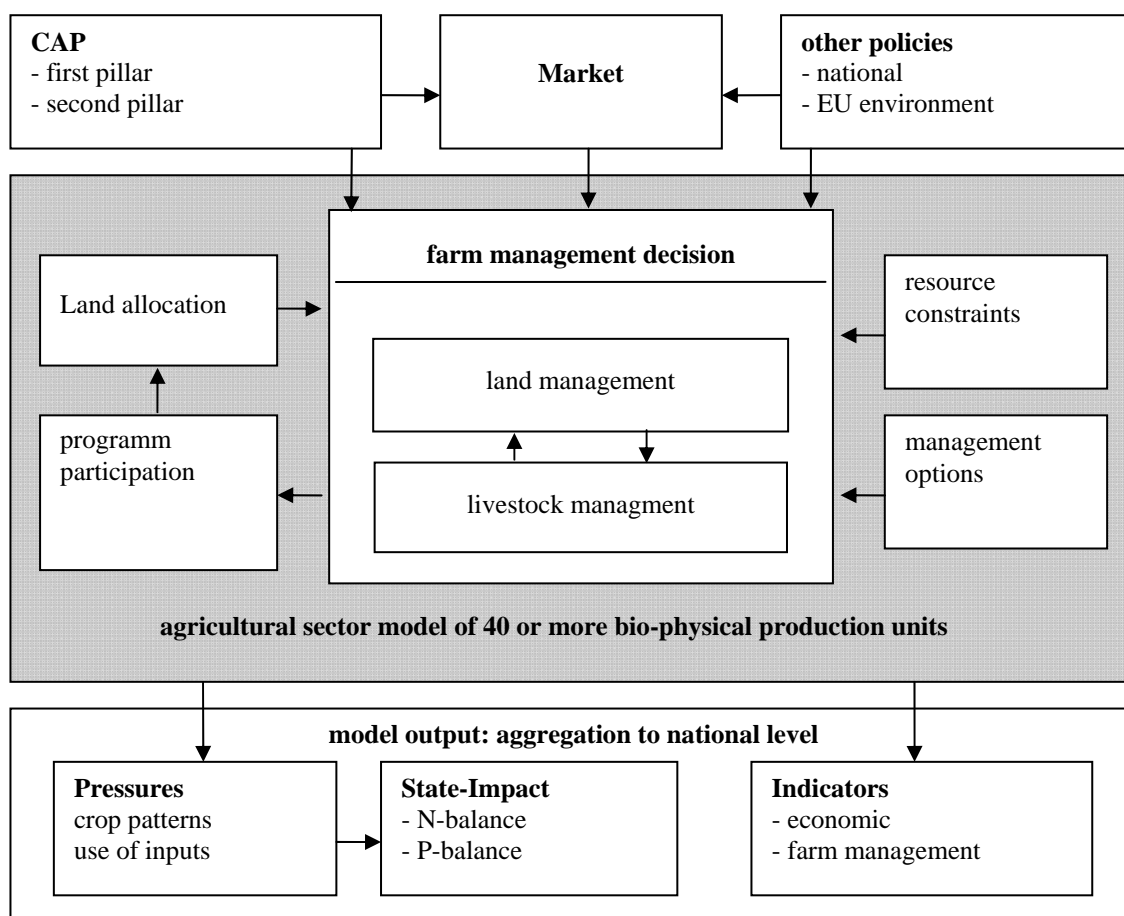 CAP
- first pillar
- second pillar
Market
other policies
- national
- EU environment
farm management decision
Land allocation
resource
constraints
land management
programm
participation
management
options
livestock managment
agricultural sector model of 40 or more bio-physical production units
model output: aggregation to national level
Pressures
crop patterns
use of inputs
State-Impact
- N-balance
- P-balance
Indicators
- economic
- farm management